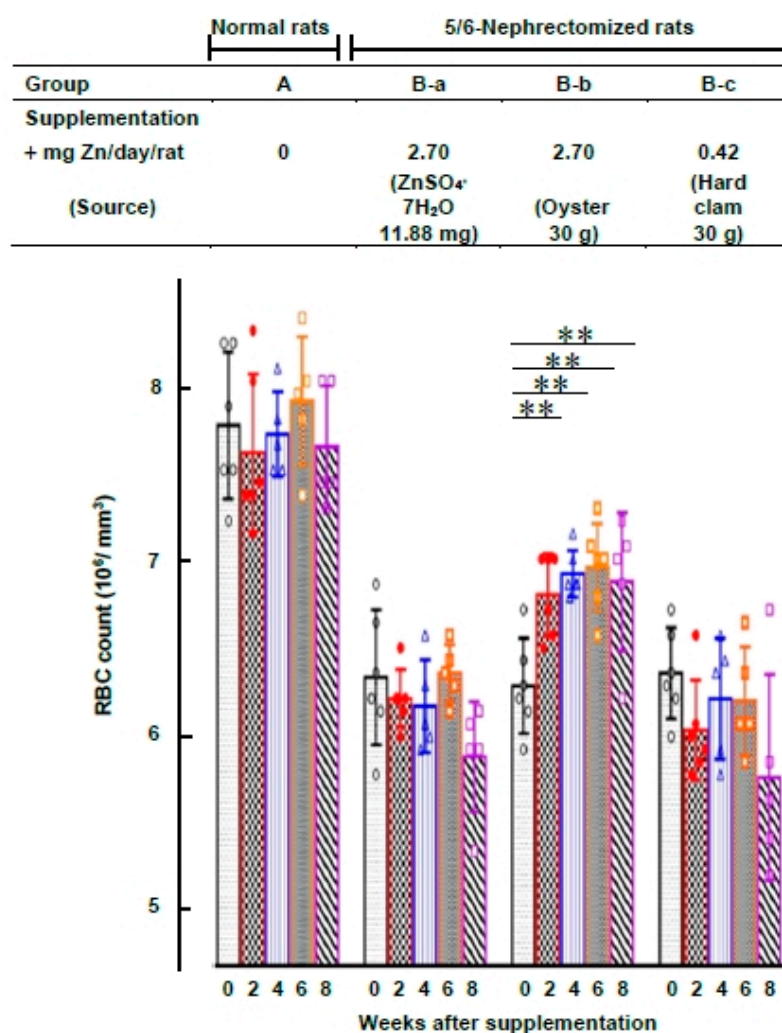 Normal rats 5/6-Nephrectomized rats
Group A B-a B-b B-c
Supplementation
+ mg Zn/day/rat 0 2.70 2.70 0.42
(Source) (ZnSO₄· 7H₂O 11.88 mg) (Oyster 30 g) (Hard clam 30 g)
**
**
**
**
8
7
6
5
RBC count (10⁶/ mm³)
0 2 4 6 8 0 2 4 6 8 0 2 4 6 8 0 2 4 6 8
Weeks after supplementation